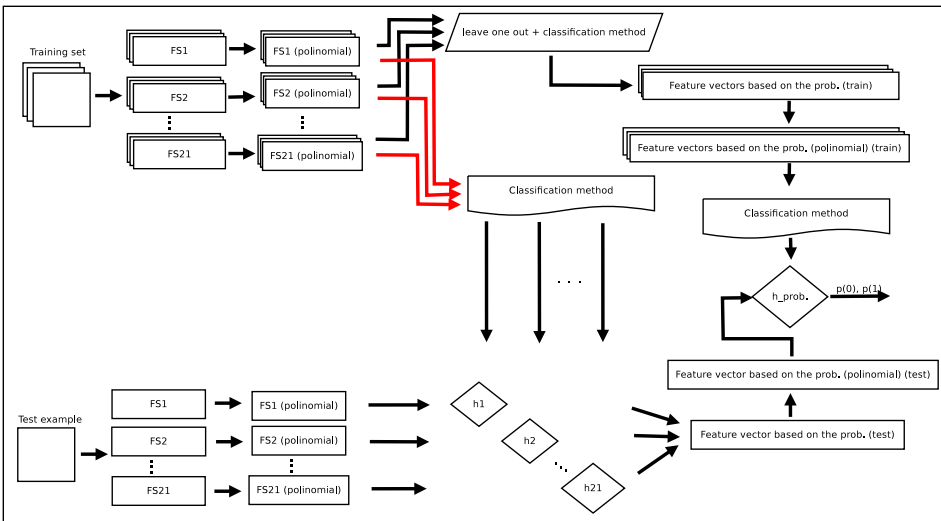 Training set
FS1
FS1 (polinomial)
leave one out + classification method
FS2
FS2 (polinomial)
Feature vectors based on the prob. (train)
FS21
FS21 (polinomial)
Feature vectors based on the prob. (polinomial) (train)
Classification method
Classification method
. . .
h_prob.
p(0), p(1)
Feature vector based on the prob. (polinomial) (test)
Test example
FS1
FS1 (polinomial)
h1
FS2
FS2 (polinomial)
h2
Feature vector based on the prob. (test)
FS21
FS21 (polinomial)
h21